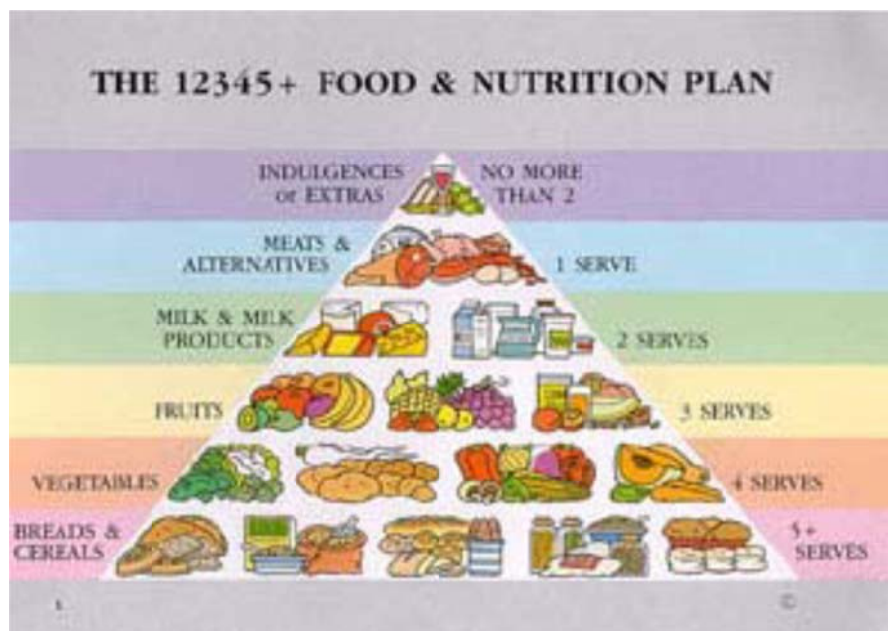 THE 12345+ FOOD & NUTRITION PLAN
INDULGENCES
or EXTRAS
NO MORE
THAN 2
MEATS &
ALTERNATIVES
1 SERVE
MILK & MILK
PRODUCTS
2 SERVES
FRUITS
3 SERVES
VEGETABLES
4 SERVES
BREADS &
CEREALS
5+
SERVES
©